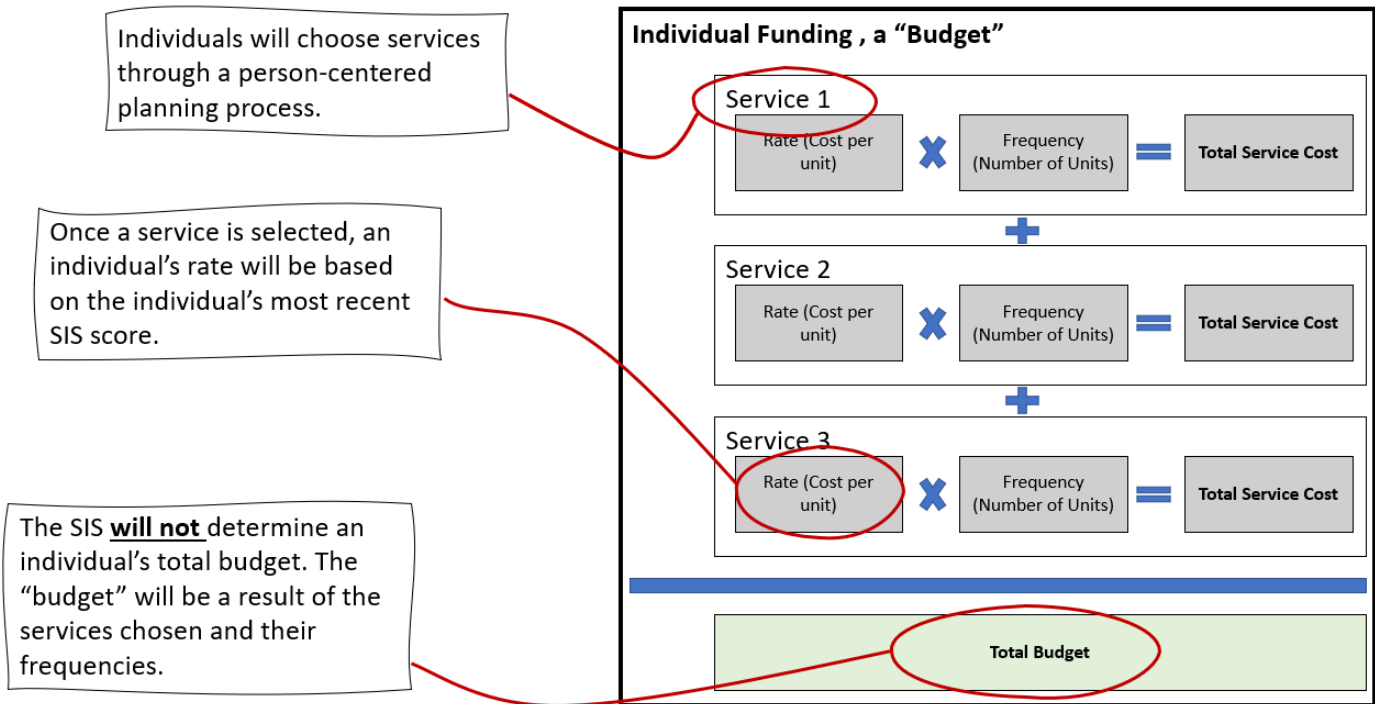 Individuals will choose services
through a person-centered
planning process.
Once a service is selected, an
individual’s rate will be based
on the individual’s most recent
SIS score.
The SIS will not determine an
individual’s total budget. The
“budget” will be a result of the
services chosen and their
frequencies.
Individual Funding , a “Budget”
Service 1
Rate (Cost per
unit)
Frequency
(Number of Units)
Total Service Cost
Service 2
Rate (Cost per
unit)
Frequency
(Number of Units)
Total Service Cost
Service 3
Rate (Cost per
unit)
Frequency
(Number of Units)
Total Service Cost
Total Budget